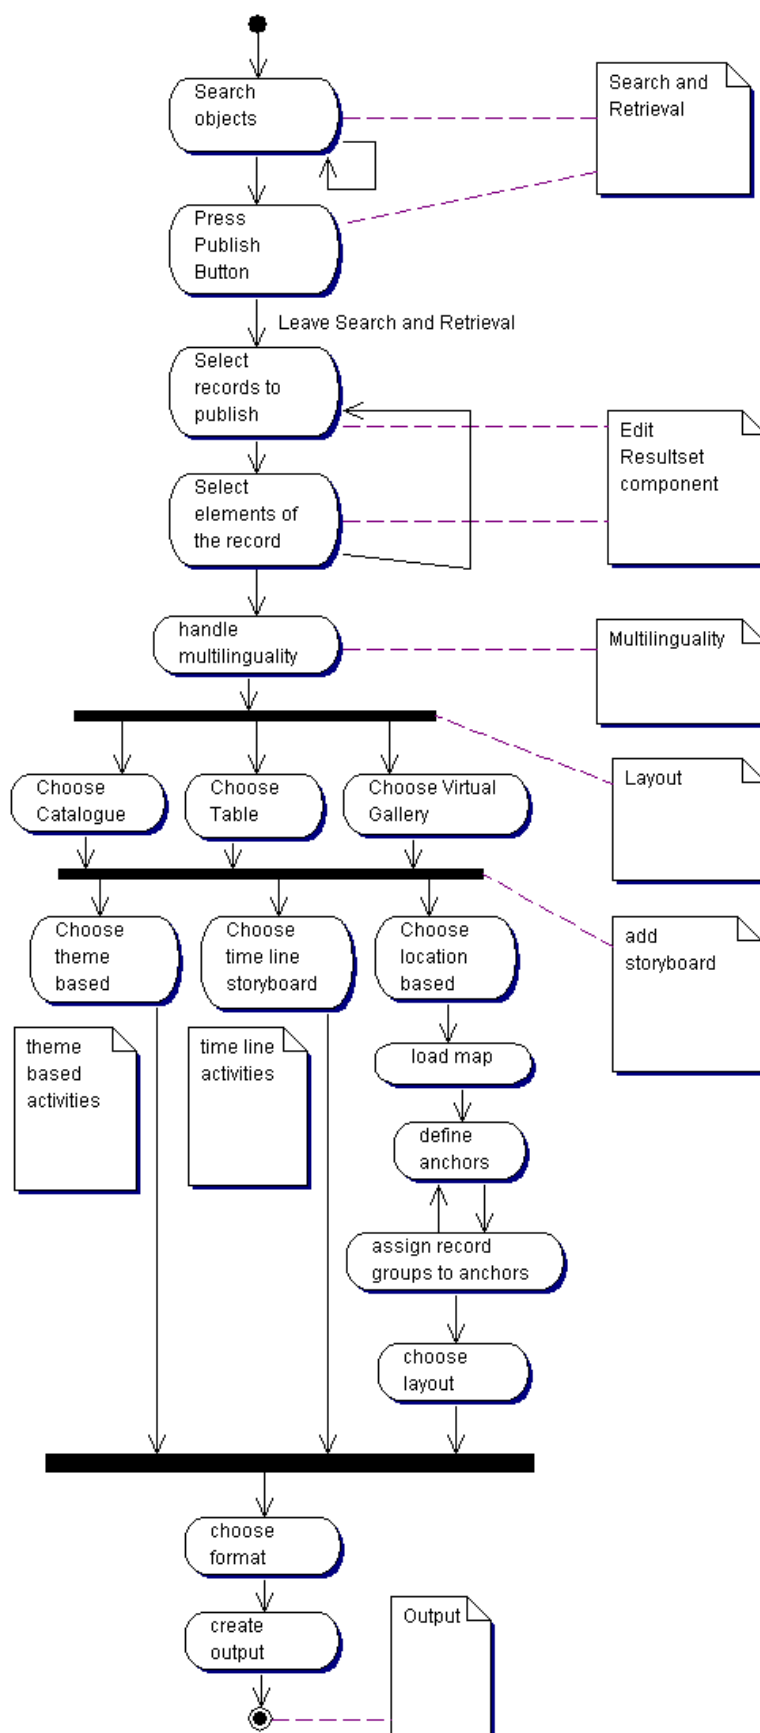 Search
objects
Search and
Retrieval
Press
Publish
Button
Leave Search and Retrieval
Select
records to
publish
Edit
Resultset
component
Select
elements of
the record
handle
multilinguality
Multilinguality
Layout
Choose
Catalogue
Choose
Table
Choose Virtual
Gallery
add
storyboard
Choose
theme
based
Choose
time line
storyboard
Choose
location
based
theme
based
activities
time line
activities
load map
define
anchors
assign record
groups to anchors
choose
layout
choose
format
create
output
Output